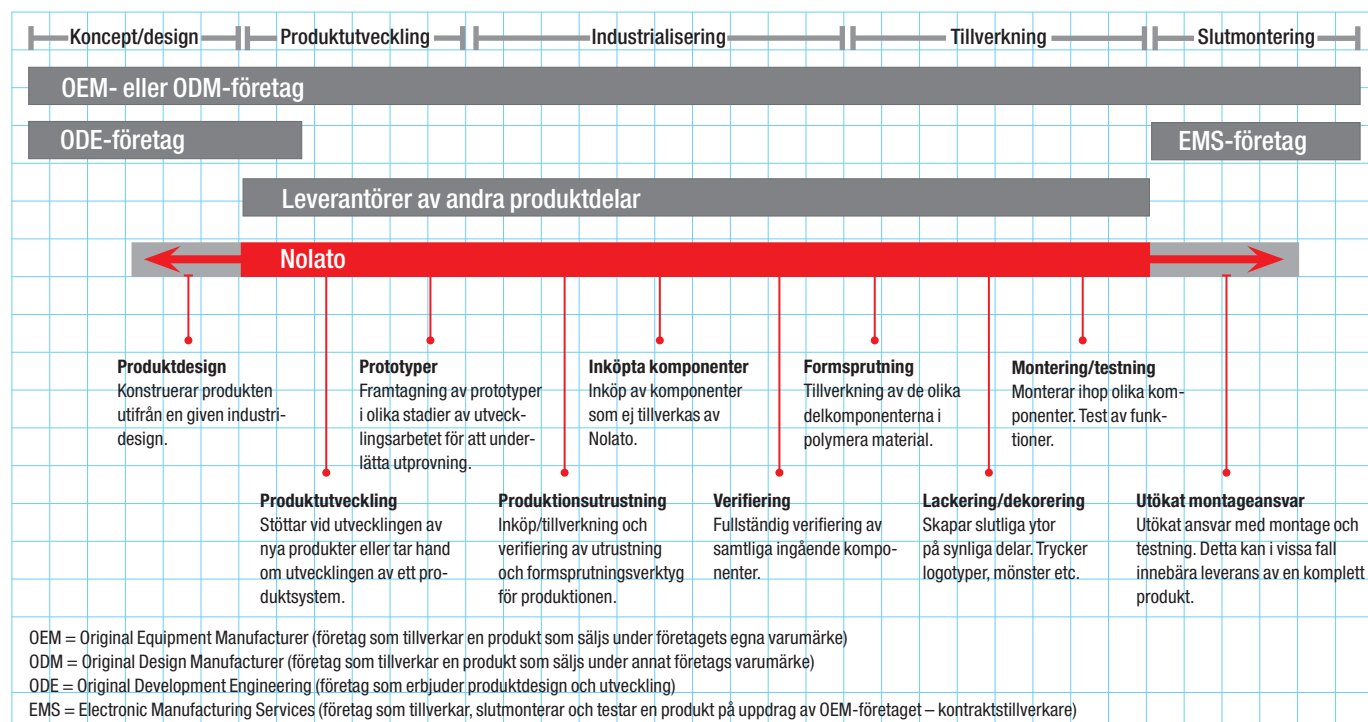 Koncept/design
Produktutveckling
Industrialisering
Tillverkning
Slutmontering
OEM- eller ODM-företag
ODE-företag
EMS-företag
Leverantörer av andra produktdelar
Nolato
Produktdesign
Konstruerar produkten
utifrån en given industri-
design.
Prototyper
Framtagning av prototyper
i olika stadier av utveck-
lingsarbetet för att under-
lätta utprovning.
Inköpta komponenter
Inköp av komponenter
som ej tillverkas av
Nolato.
Formsprutning
Tillverkning av de olika
delkomponenterna i
polymera material.
Montering/testning
Monterar ihop olika kom-
ponenter. Test av funk-
tioner.
Produktutveckling
Stöttar vid utvecklingen av
nya produkter eller tar hand
om utvecklingen av ett pro-
duktsystem.
Produktionsutrustning
Inköp/tillverkning och
verifiering av utrustning
och formsprutningsverktyg
för produktionen.
Verifiering
Fullständig verifiering av
samtliga ingående kompo-
nenter.
Lackering/dekorering
Skapar slutliga ytor
på synliga delar. Trycker
logotyper, mönster etc.
Utökat montageansvar
Utökat ansvar med montage och
testning. Detta kan i vissa fall
innebära leverans av en komplett
produkt.
OEM = Original Equipment Manufacturer (företag som tillverkar en produkt som säljs under företagets egna varumärke)
ODM = Original Design Manufacturer (företag som tillverkar en produkt som säljs under annat företags varumärke)
ODE = Original Development Engineering (företag som erbjuder produktdesign och utveckling)
EMS = Electronic Manufacturing Services (företag som tillverkar, slutmonterar och testar en produkt på uppdrag av OEM-företaget – kontraktstillverkare)